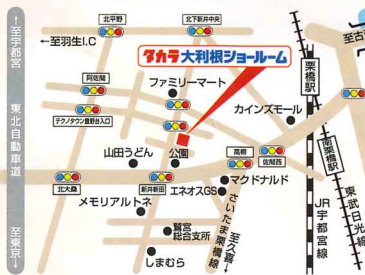 北平野
北下新井中央
至宇都宮
←至羽生I.C
至古
タカラ大利根ショールーム
栗橋駅
阿佐間
ファミリーマート
カインズモール
テクノタウン豊野台入口
東北自動車道
南栗橋駅
山田うどん
公園
高柳
佐間西
マクドナルド
北大桑
新井新田
エネオスGS
メモリアルトネ
さいたま栗橋線
至久喜→
JR宇都宮線
東武日光線
鷲宮
総合支所
しまむら
至東京→